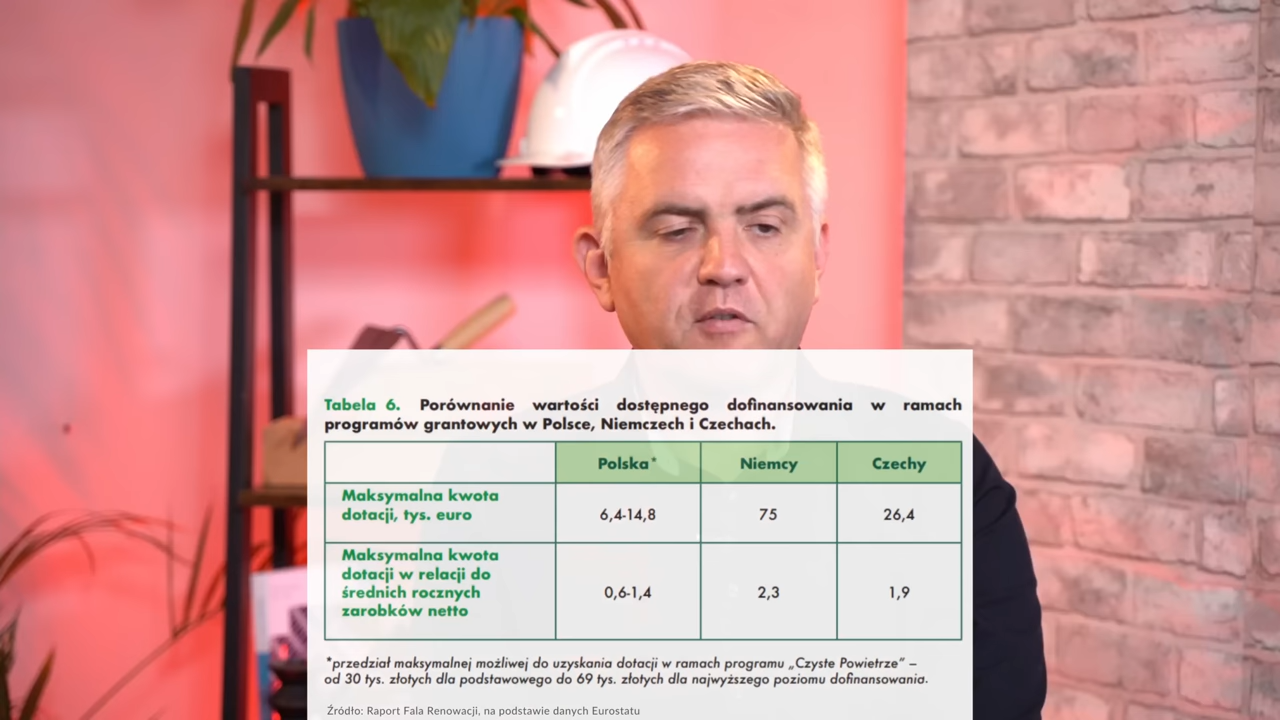 Tabela 6. Porównanie wartości dostępnego dofinansowania w ramach
programów grantowych w Polsce, Niemczech i Czechach.
Polska* Niemcy Czechy
Maksymalna kwota
dotacji, tys. euro
6,4-14,8 75 26,4
Maksymalna kwota
dotacji w relacji do
średnich rocznych
zarobków netto
0,6-1,4 2,3 1,9
*przedział maksymalnej możliwej do uzyskania dotacji w ramach programu „Czyste Powietrze” –
od 30 tys. złotych dla podstawowego do 69 tys. złotych dla najwyższego poziomu dofinansowania.
Źródło: Raport Fala Renowacji, na podstawie danych Eurostatu